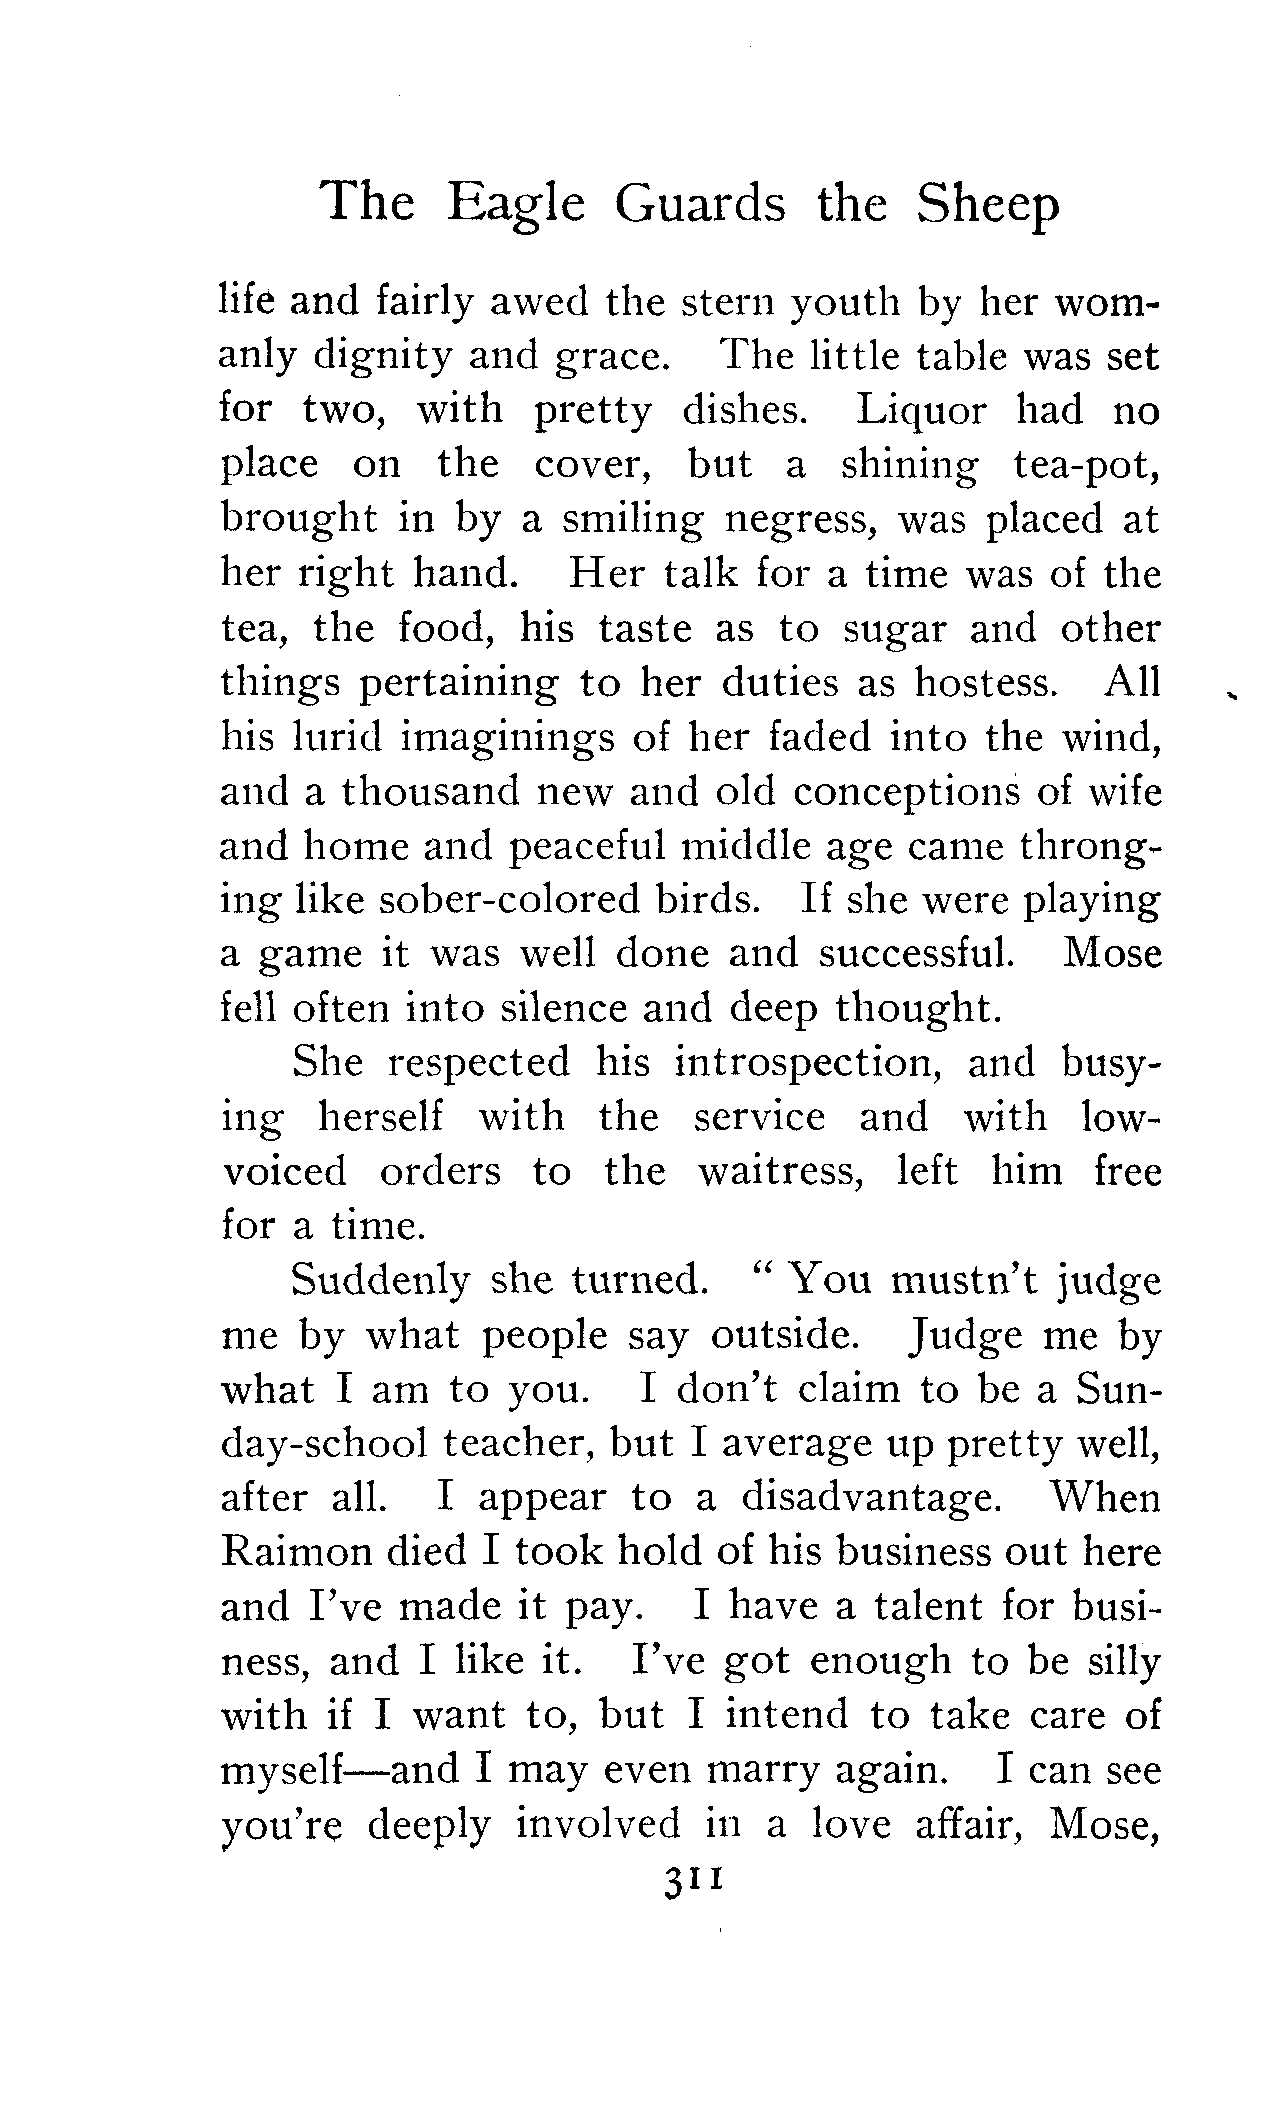 The Eagle Guards the Sheep
life and fairly awed the stern youth by her wom-
anly dignity and grace. The little table was set
for two, with pretty dishes. Liquor had no
place on the cover, but a shining tea-pot,
brought in by a smiling negress, was placed at
her right hand. Her talk for a time was of the
tea, the food, his taste as to sugar and other
things pertaining to her duties as hostess. All
his lurid imaginings of her faded into the wind,
and a thousand new and old conceptions of wife
and home and peaceful middle age came throng-
ing like sober-colored birds. If she were playing
a game it was well done and successful. Mose
fell often into silence and deep thought.
She respected his introspection, and busy-
ing herself with the service and with low-
voiced orders to the waitress, left him free
for a time.
Suddenly she turned. " You mustn't judge
me by what people say outside. Judge me by
what I am to you. I don't claim to be a Sun-
day-school teacher, but I average up pretty well,
after all. I appear to a disadvantage. When
Raimon died I took hold of his business out here
and I've made it pay. I have a talent for busi-
ness, and I like it. I've got enough to be silly
with if I want to, but I intend to take care of
myself—and I may even marry again. I can see
you're deeply involved in a love affair, Mose,
311